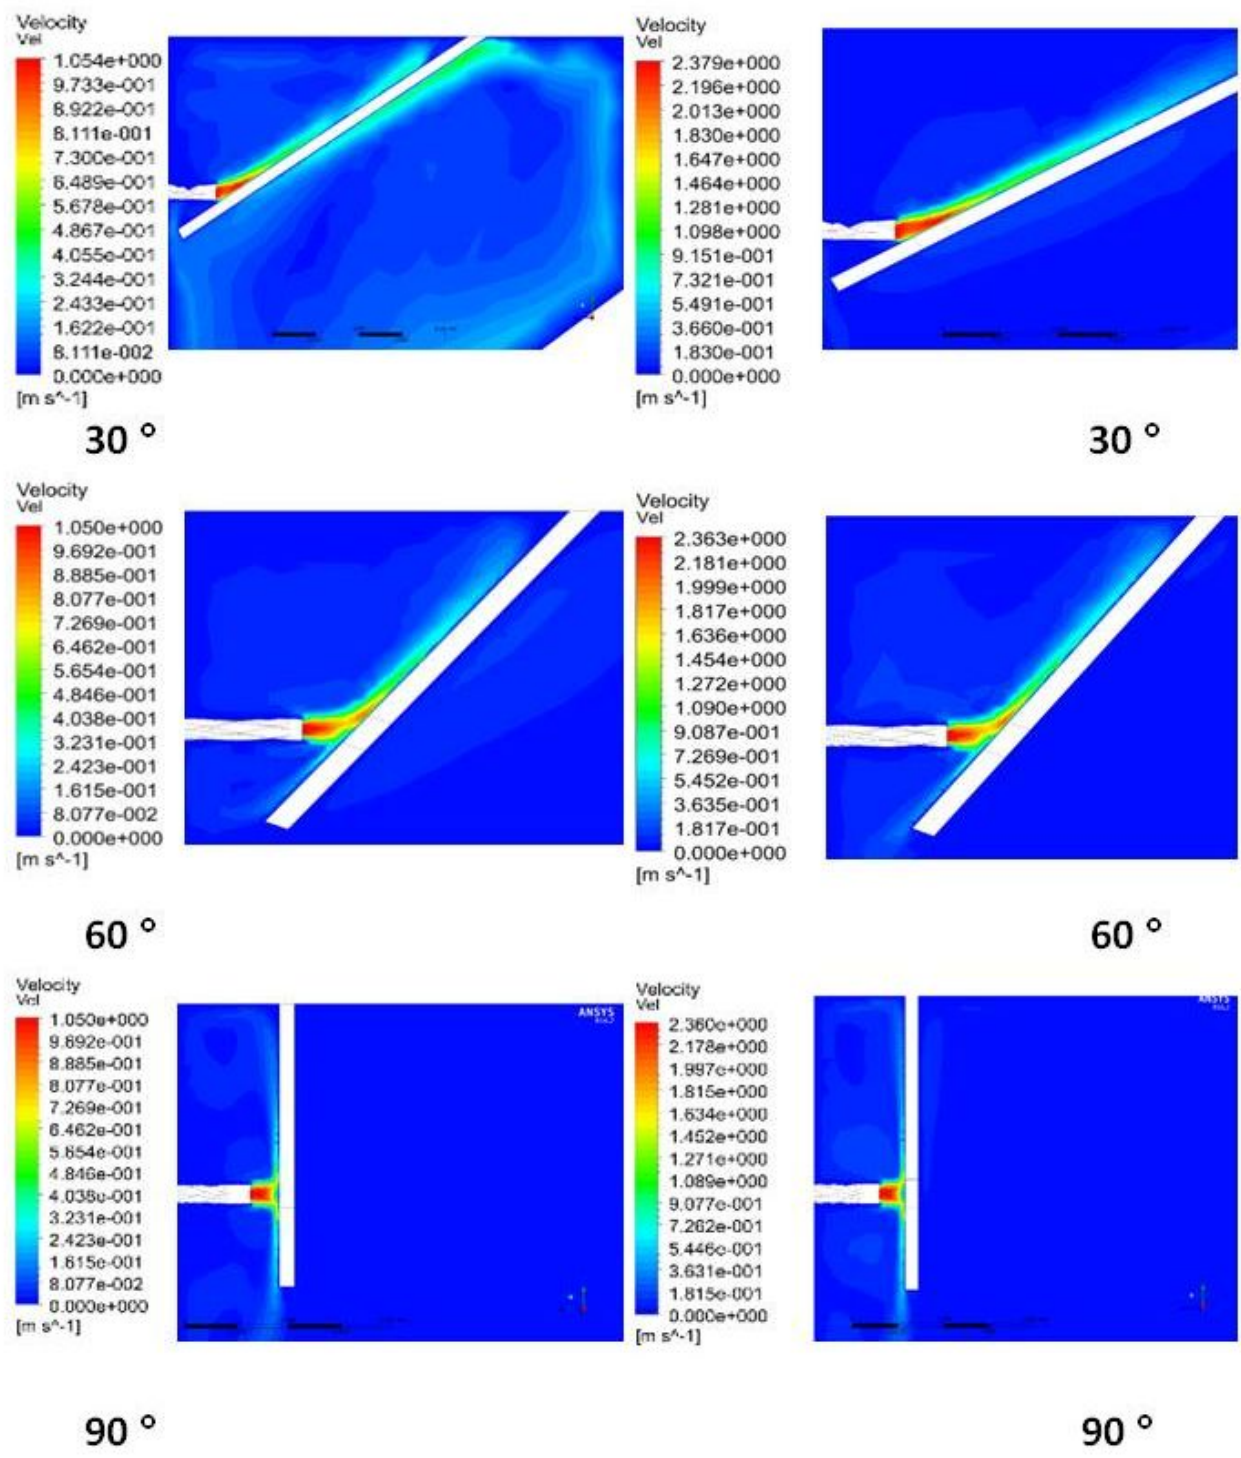 Velocity
Vel
1.054e+000
9.733e-001
8.922e-001
8.111e-001
7.300e-001
6.489e-001
5.678e-001
4.867e-001
4.055e-001
3.244e-001
2.433e-001
1.622e-001
8.111e-002
0.000e+000
[m s^-1]
30 °
Velocity
Vel
2.379e+000
2.196e+000
2.013e+000
1.830e+000
1.647e+000
1.464e+000
1.281e+000
1.098e+000
9.151e-001
7.321e-001
5.491e-001
3.660e-001
1.830e-001
0.000e+000
[m s^-1]
30 °
Velocity
Vel
1.050e+000
9.692e-001
8.885e-001
8.077e-001
7.269e-001
6.462e-001
5.654e-001
4.846e-001
4.038e-001
3.231e-001
2.423e-001
1.615e-001
8.077e-002
0.000e+000
[m s^-1]
60 °
Velocity
Vel
2.363e+000
2.181e+000
1.999e+000
1.817e+000
1.636e+000
1.454e+000
1.272e+000
1.090e+000
9.087e-001
7.269e-001
5.452e-001
3.635e-001
1.817e-001
0.000e+000
[m s^-1]
60 °
Velocity
Vel
1.050e+000
9.692e-001
8.885e-001
8.077e-001
7.269e-001
6.462e-001
5.654e-001
4.846e-001
4.038e-001
3.231e-001
2.423e-001
1.615e-001
8.077e-002
0.000e+000
[m s^-1]
ANSYS
90 °
Velocity
Vel
2.360e+000
2.178e+000
1.997e+000
1.815e+000
1.634e+000
1.452e+000
1.271e+000
1.089e+000
9.077e-001
7.262e-001
5.446e-001
3.631e-001
1.815e-001
0.000e+000
[m s^-1]
ANSYS
90 °